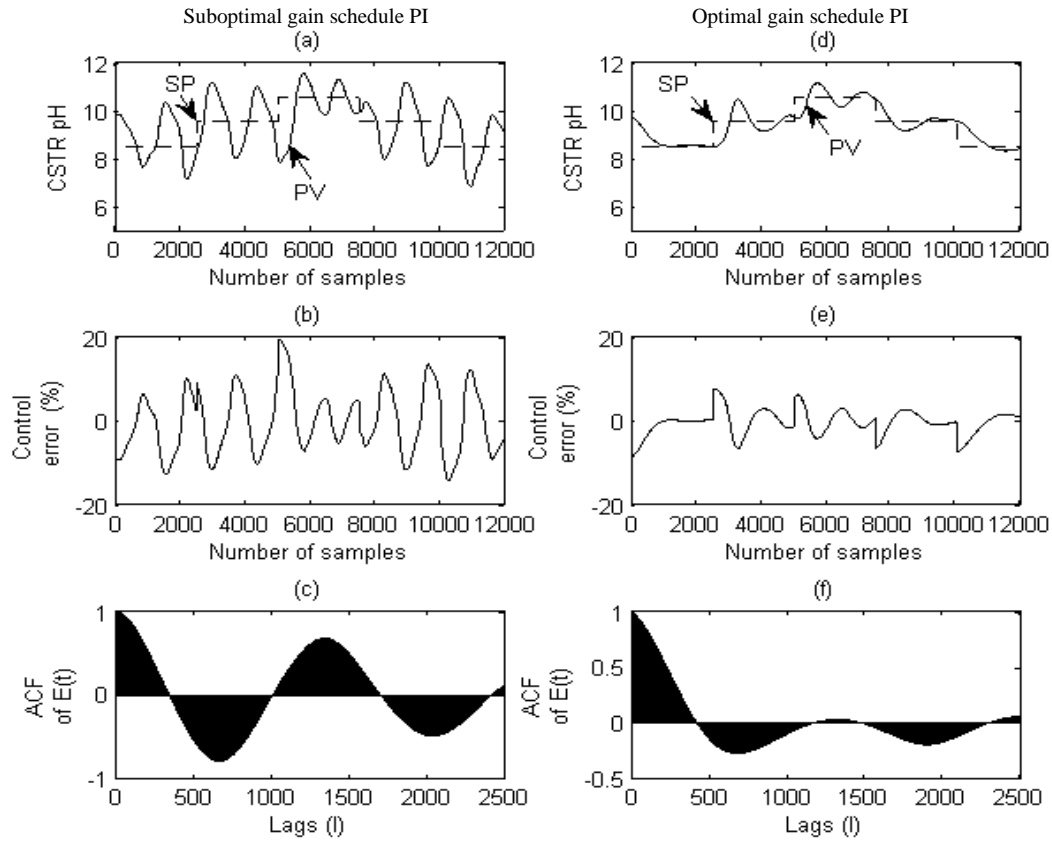 Suboptimal gain schedule PI
(a)
12
10
8
6
CSTR pH
SP
PV
0 2000 4000 6000 8000 10000 12000
Number of samples
(b)
20
0
-20
Control
error (%)
0 2000 4000 6000 8000 10000 12000
Number of samples
(c)
1
0
-1
ACF
of E(t)
0 500 1000 1500 2000 2500
Lags (l)
Optimal gain schedule PI
(d)
12
10
8
6
CSTR pH
SP
PV
0 2000 4000 6000 8000 10000 12000
Number of samples
(e)
20
0
-20
Control
error (%)
0 2000 4000 6000 8000 10000 12000
Number of samples
(f)
1
0.5
0
-0.5
ACF
of E(t)
0 500 1000 1500 2000 2500
Lags (l)